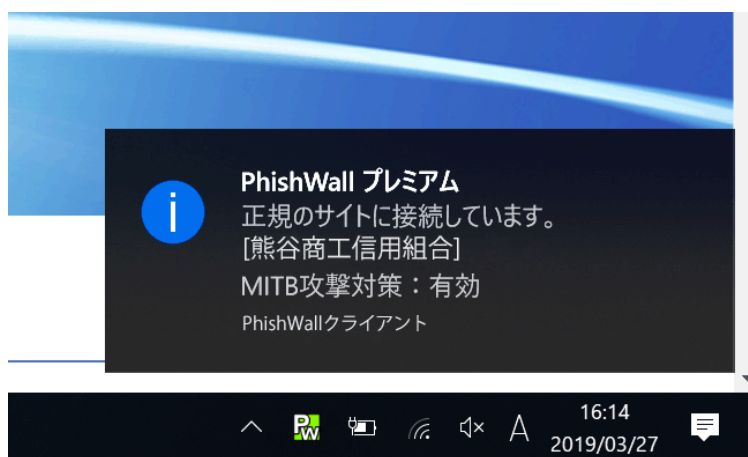 PhishWall プレミアム
正規のサイトに接続しています。
[熊谷商工信用組合]
MITB攻撃対策：有効
PhishWallクライアント
PW
A
16:14
2019/03/27